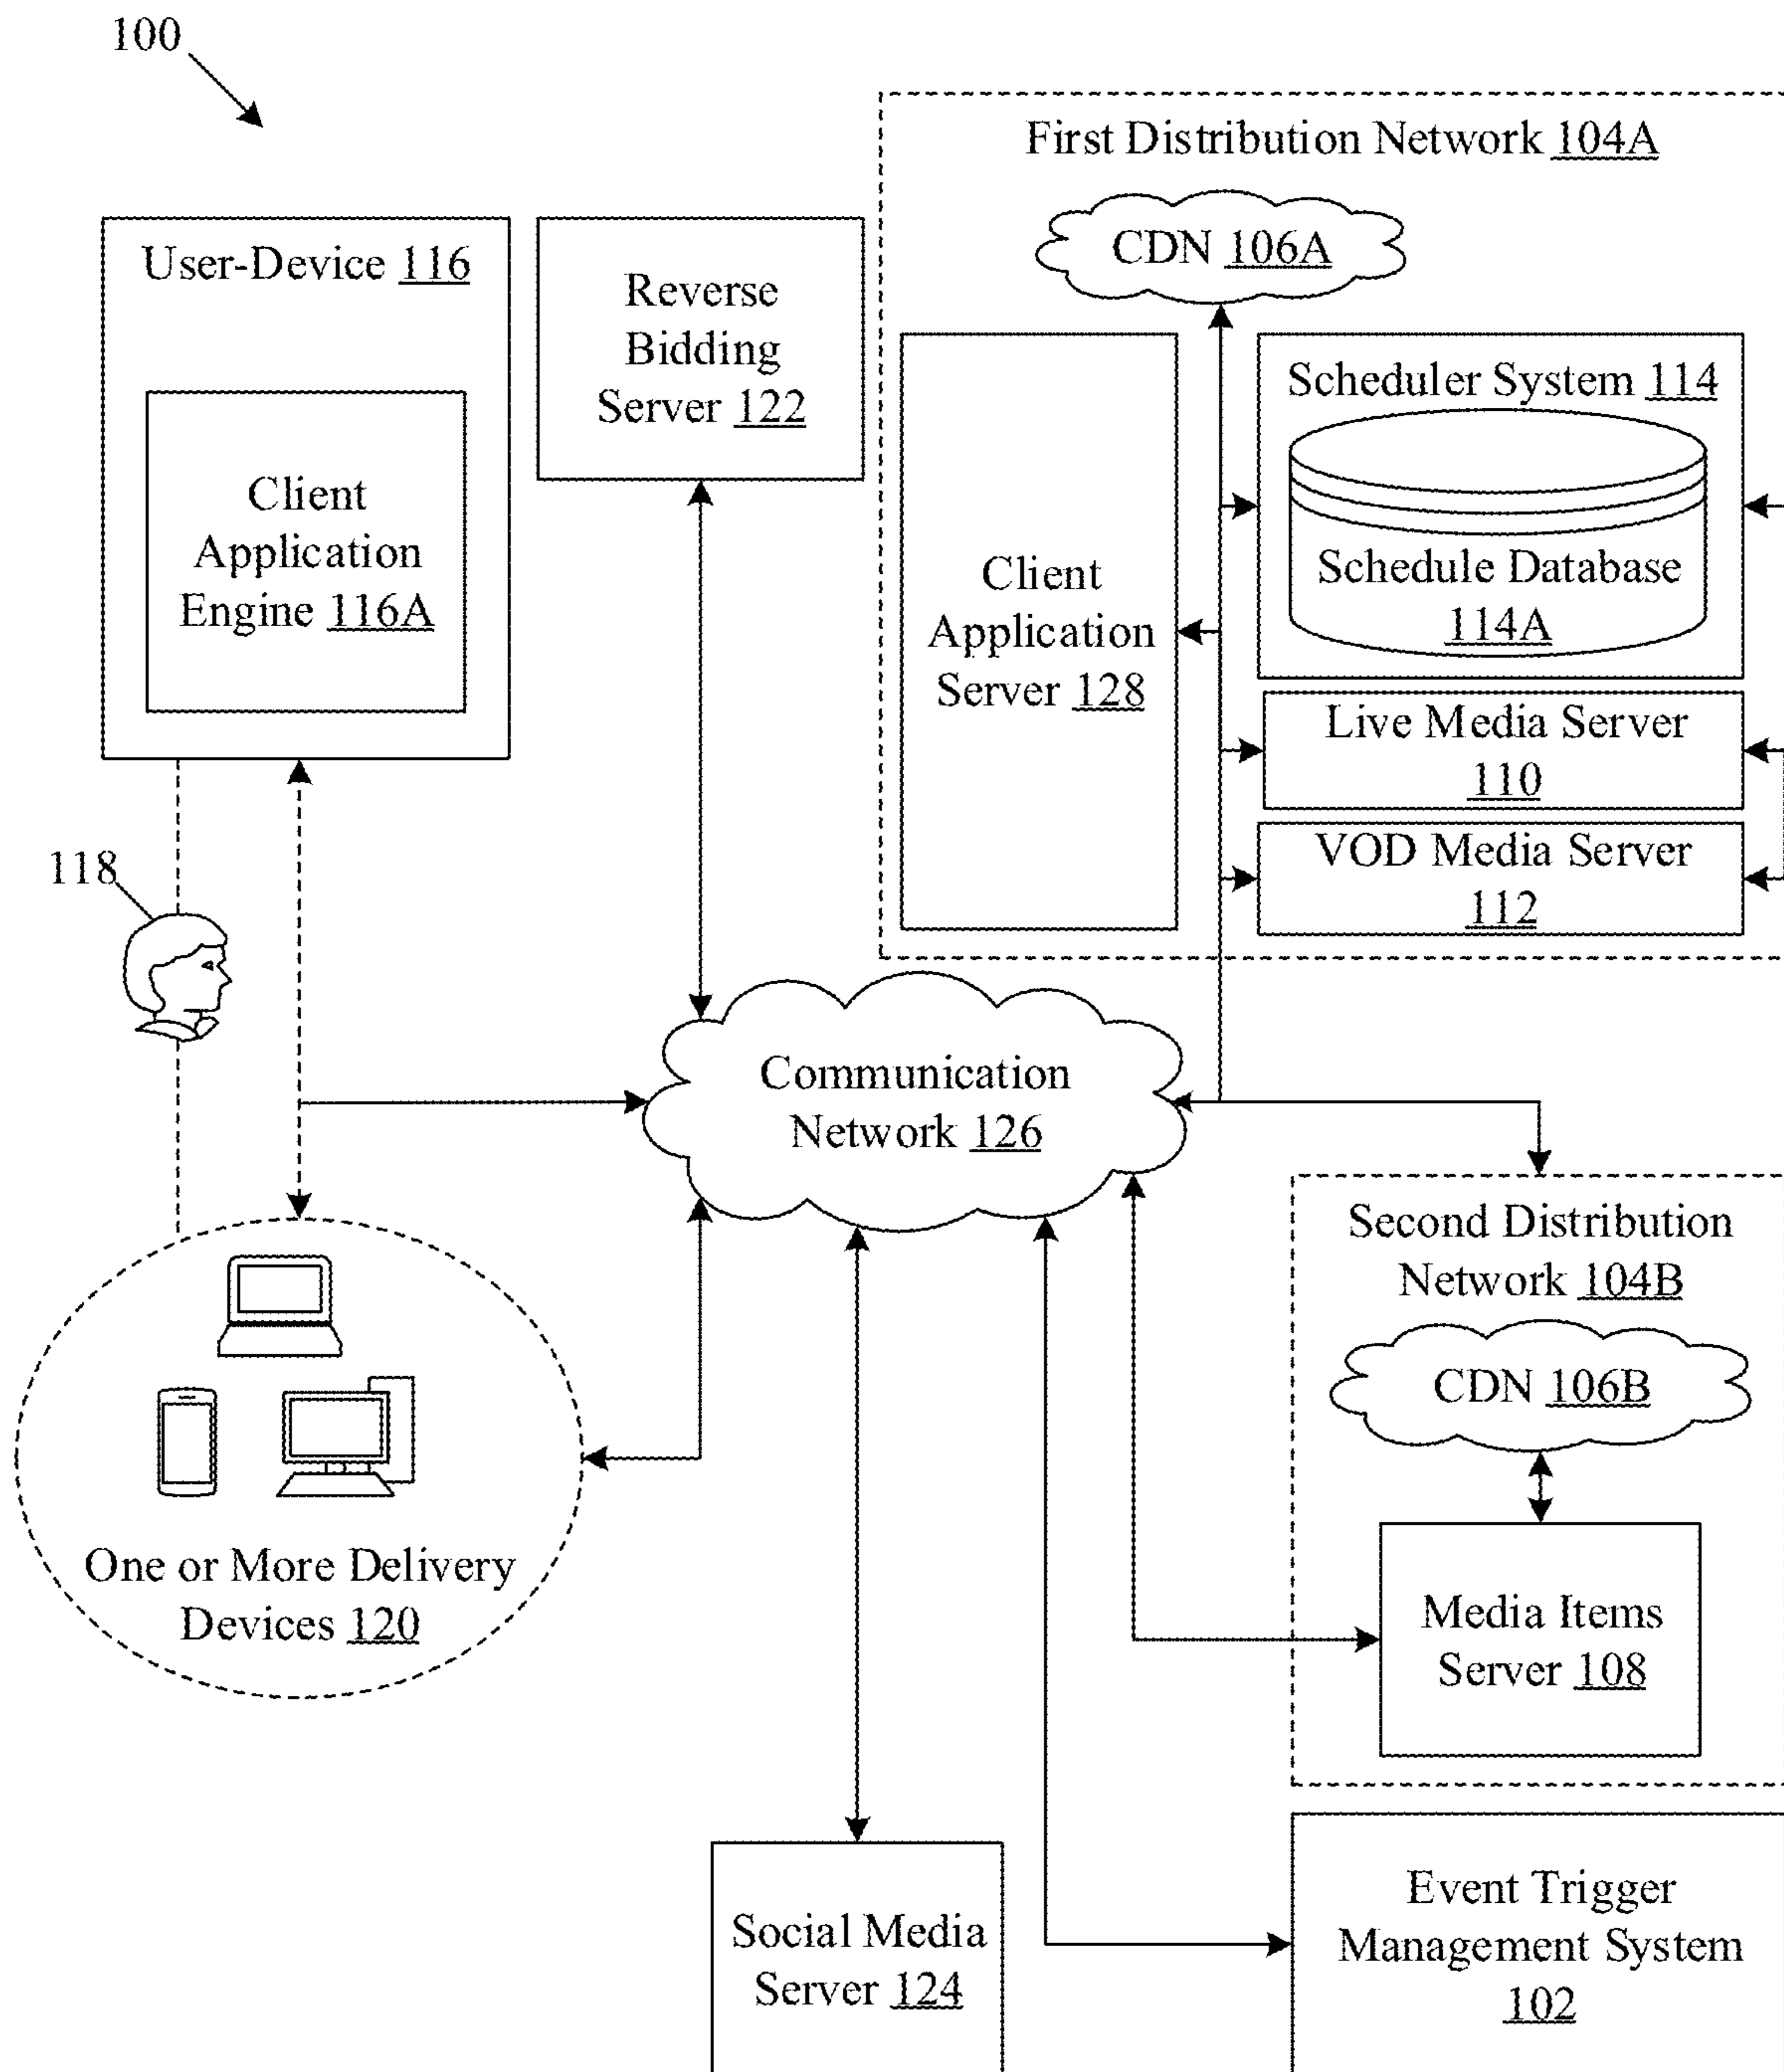 100
First Distribution Network 104A
CDN 106A
User-Device 116
Client
Application
Engine 116A
Reverse
Bidding
Server 122
Client
Application
Server 128
Scheduler System 114
Schedule Database
114A
Live Media Server
110
VOD Media Server
112
118
Communication
Network 126
Second Distribution
Network 104B
CDN 106B
Media Items
Server 108
One or More Delivery
Devices 120
Social Media
Server 124
Event Trigger
Management System
102